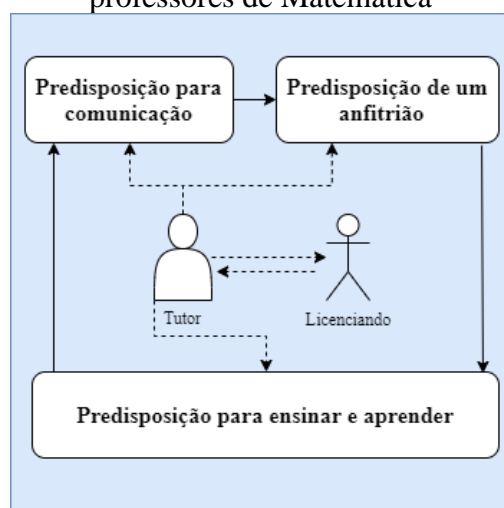 professores de Matemática
Predisposição para
comunicação
Predisposição de um
anfitrião
Tutor
Licenciando
Predisposição para ensinar e aprender